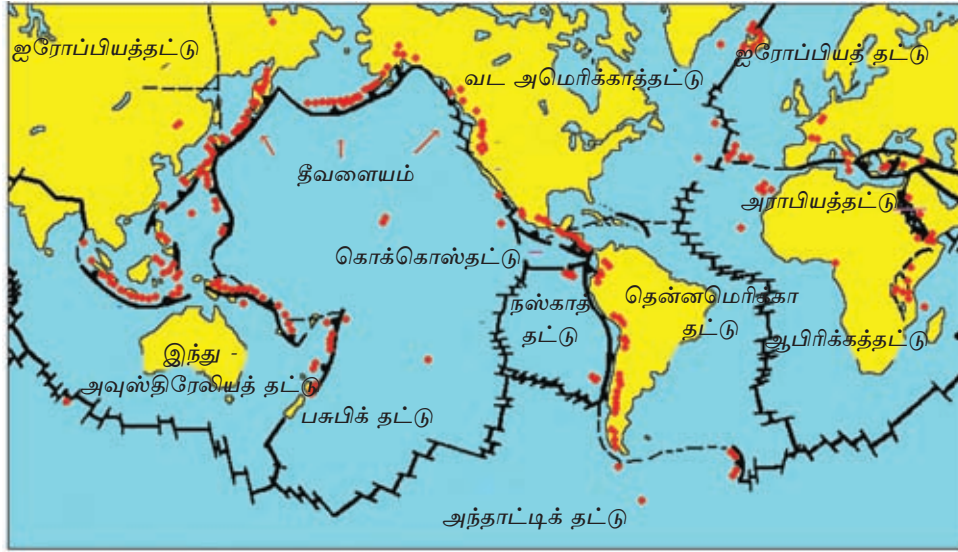 ஐரோப்பியத்தட்டு
ஐரோப்பியத் தட்டு
வட அமெரிக்காத்தட்டு
தீவளையம்
அராபியத்தட்டு
கொக்கொஸ்தட்டு
நஸ்காத்
தட்டு
தென்னமெரிக்கா
தட்டு
ஆபிரிக்கத்தட்டு
இந்து -
அவுஸ்திரேலியத் தட்டு
பசுபிக் தட்டு
அந்தாட்டிக் தட்டு